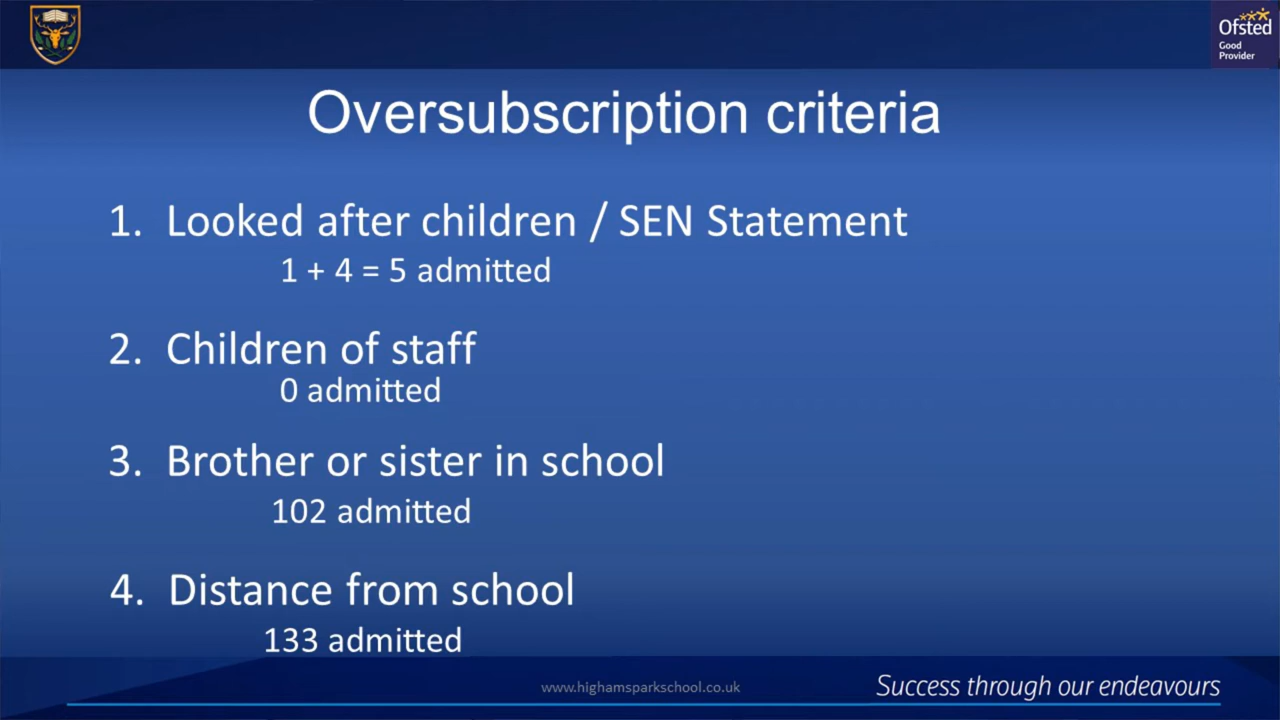 Ofsted
Good
Provider
Oversubscription criteria
1. Looked after children / SEN Statement
1 + 4 = 5 admitted
2. Children of staff
0 admitted
3. Brother or sister in school
102 admitted
4. Distance from school
133 admitted
www.highamsparkschool.co.uk
Success through our endeavours